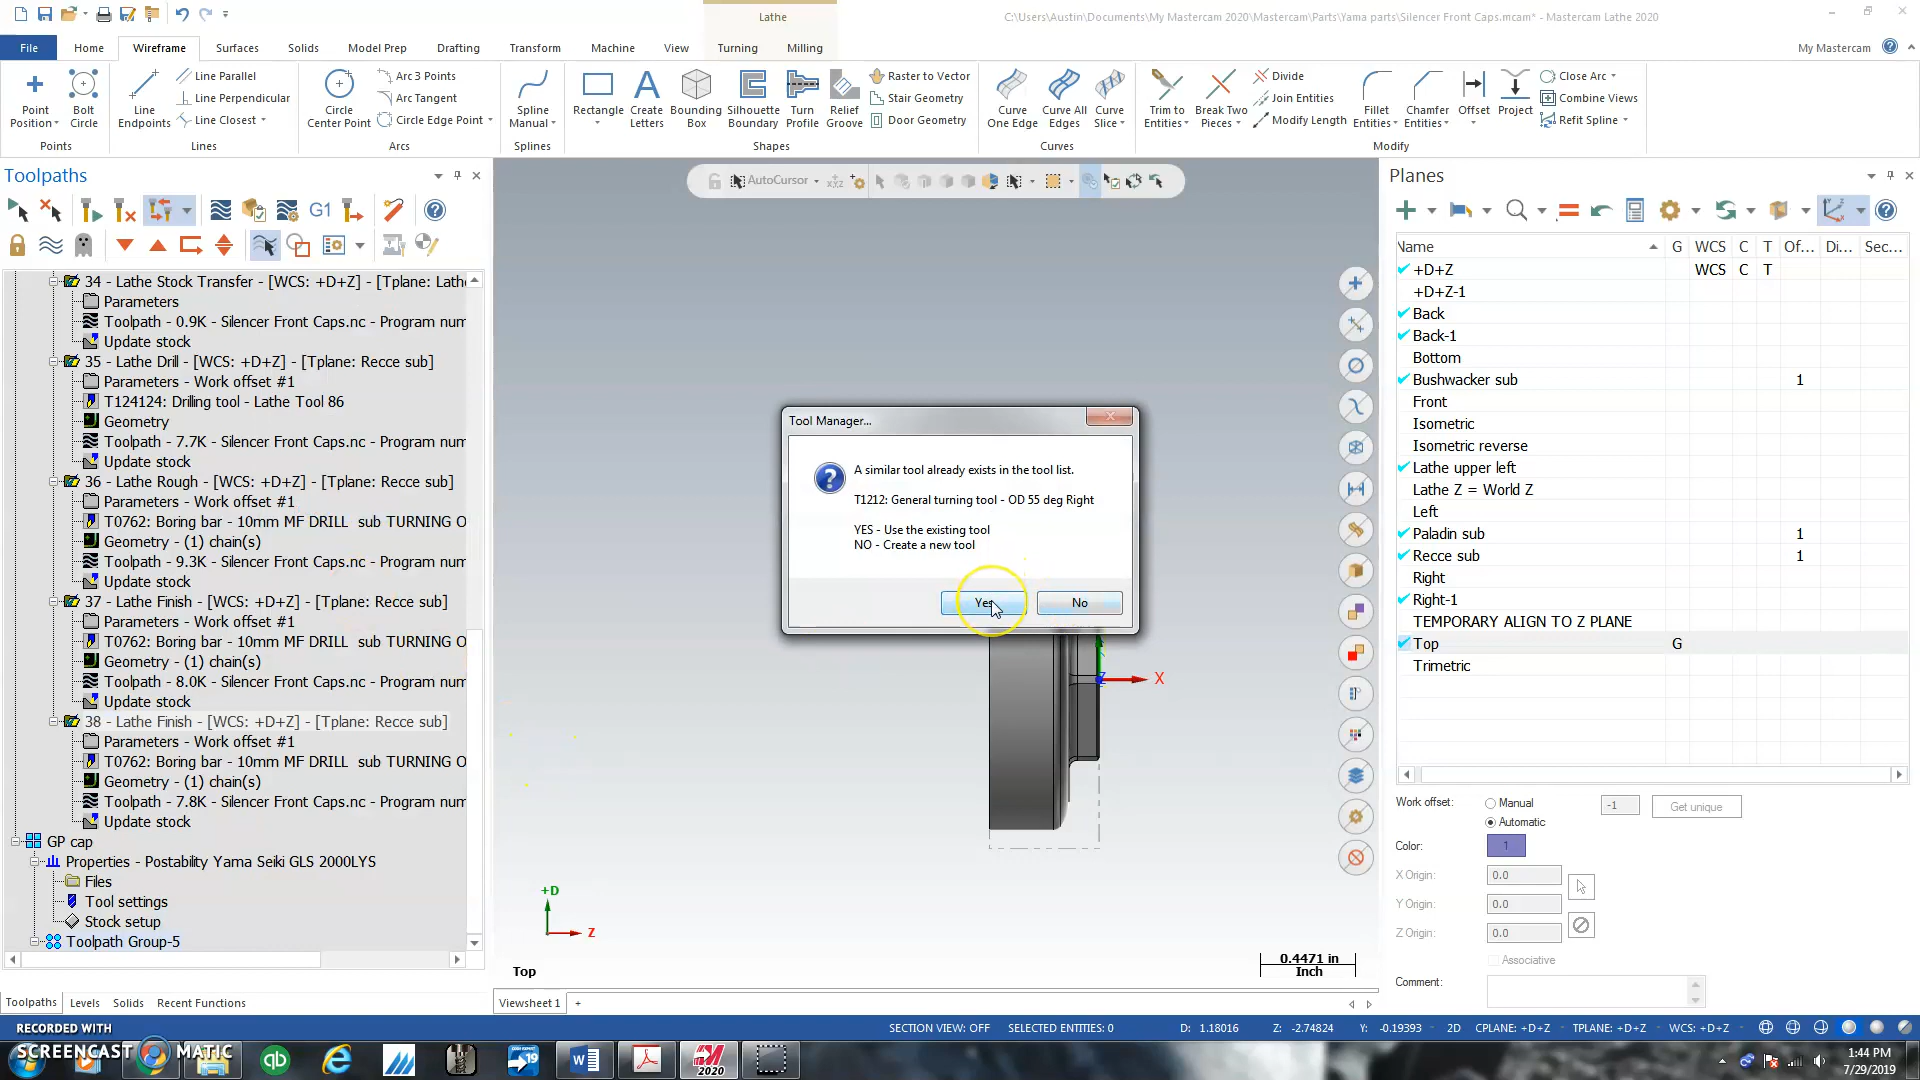 Lathe
C:\Users\Austin\Documents\My Mastercam 2020\Mastercam\Parts\Yama parts\Silencer Front Caps.mcam* - Mastercam Lathe 2020
File Home Wireframe Surfaces Solids Model Prep Drafting Transform Machine View Turning Milling My Mastercam
Point Position Bolt Circle
Points
Line Endpoints Line Parallel
Line Perpendicular
Line Closest
Lines
Circle Center Point Arc 3 Points
Arc Tangent
Circle Edge Point
Arcs
Spline Manual
Splines
Rectangle Create Letters Bounding Box Silhouette Boundary Turn Profile Relief Groove
Raster to Vector
Stair Geometry
Door Geometry
Shapes
Curve One Edge Curve All Edges Curve Slice
Curves
Trim to Entities Break Two Pieces
Divide
Join Entities
Modify Length
Fillet Entities Chamfer Entities Offset Project
Close Arc
Combine Views
Refit Spline
Modify
Toolpaths
G1
34 - Lathe Stock Transfer - [WCS: +D+Z] - [Tplane: Lath
Parameters
Toolpath - 0.9K - Silencer Front Caps.nc - Program num
Update stock
35 - Lathe Drill - [WCS: +D+Z] - [Tplane: Recce sub]
Parameters - Work offset #1
T124124: Drilling tool - Lathe Tool 86
Geometry
Toolpath - 7.7K - Silencer Front Caps.nc - Program num
Update stock
36 - Lathe Rough - [WCS: +D+Z] - [Tplane: Recce sub]
Parameters - Work offset #1
T0762: Boring bar - 10mm MF DRILL sub TURNING O
Geometry - (1) chain(s)
Toolpath - 9.3K - Silencer Front Caps.nc - Program num
Update stock
37 - Lathe Finish - [WCS: +D+Z] - [Tplane: Recce sub]
Parameters - Work offset #1
T0762: Boring bar - 10mm MF DRILL sub TURNING O
Geometry - (1) chain(s)
Toolpath - 8.0K - Silencer Front Caps.nc - Program num
Update stock
38 - Lathe Finish - [WCS: +D+Z] - [Tplane: Recce sub]
Parameters - Work offset #1
T0762: Boring bar - 10mm MF DRILL sub TURNING O
Geometry - (1) chain(s)
Toolpath - 7.8K - Silencer Front Caps.nc - Program num
Update stock
GP cap
Properties - Postability Yama Seiki GLS 2000LYS
Files
Tool settings
Stock setup
Toolpath Group-5
Toolpaths Levels Solids Recent Functions
AutoCursor
Tool Manager...
A similar tool already exists in the tool list.
T1212: General turning tool - OD 55 deg Right
YES - Use the existing tool
NO - Create a new tool
Yes No
X
+D
Z
Top
0.4471 in
Inch
Viewsheet 1 +
Planes
Name G WCS C T Of... Di... Sec...
+D+Z WCS C T
+D+Z-1
Back
Back-1
Bottom
Bushwacker sub 1
Front
Isometric
Isometric reverse
Lathe upper left
Lathe Z = World Z
Left
Paladin sub 1
Recce sub 1
Right
Right-1
TEMPORARY ALIGN TO Z PLANE
Top G
Trimetric
Work offset: Manual -1 Get unique
Automatic
Color: 1
X Origin: 0.0
Y Origin: 0.0
Z Origin: 0.0
Associative
Comment:
SECTION VIEW: OFF SELECTED ENTITIES: 0 D: 1.18016 Z: -2.74824 Y: -0.19393 2D CPLANE: +D+Z TPLANE: +D+Z WCS: +D+Z
RECORDED WITH
SCREENCAST MATIC
qb
19
W
2020
1:44 PM
7/29/2019